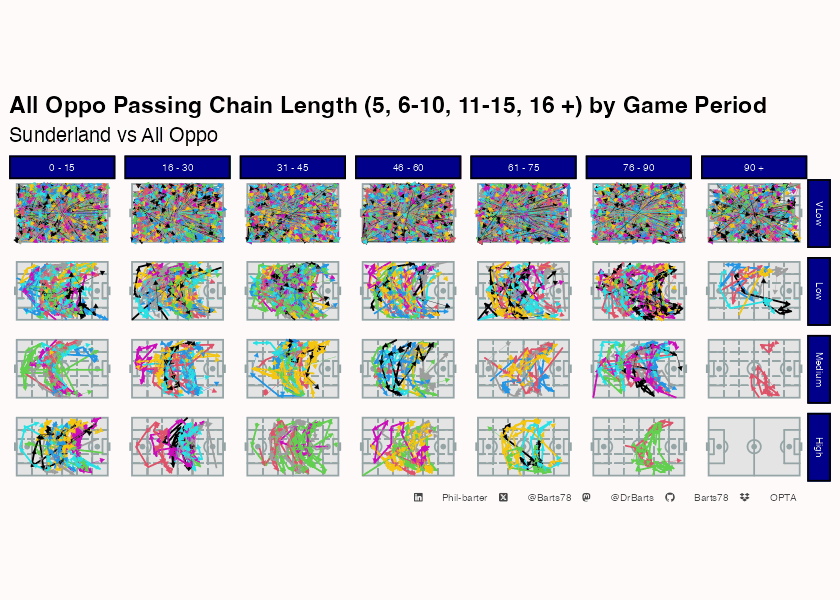 All Oppo Passing Chain Length (5, 6-10, 11-15, 16 +) by Game Period
Sunderland vs All Oppo
0 - 15 16 - 30 31 - 45 46 - 60 61 - 75 76 - 90 90 +
V Low
Low
Medium
High
Phil-barter @Barts78 @DrBarts Barts78 OPTA